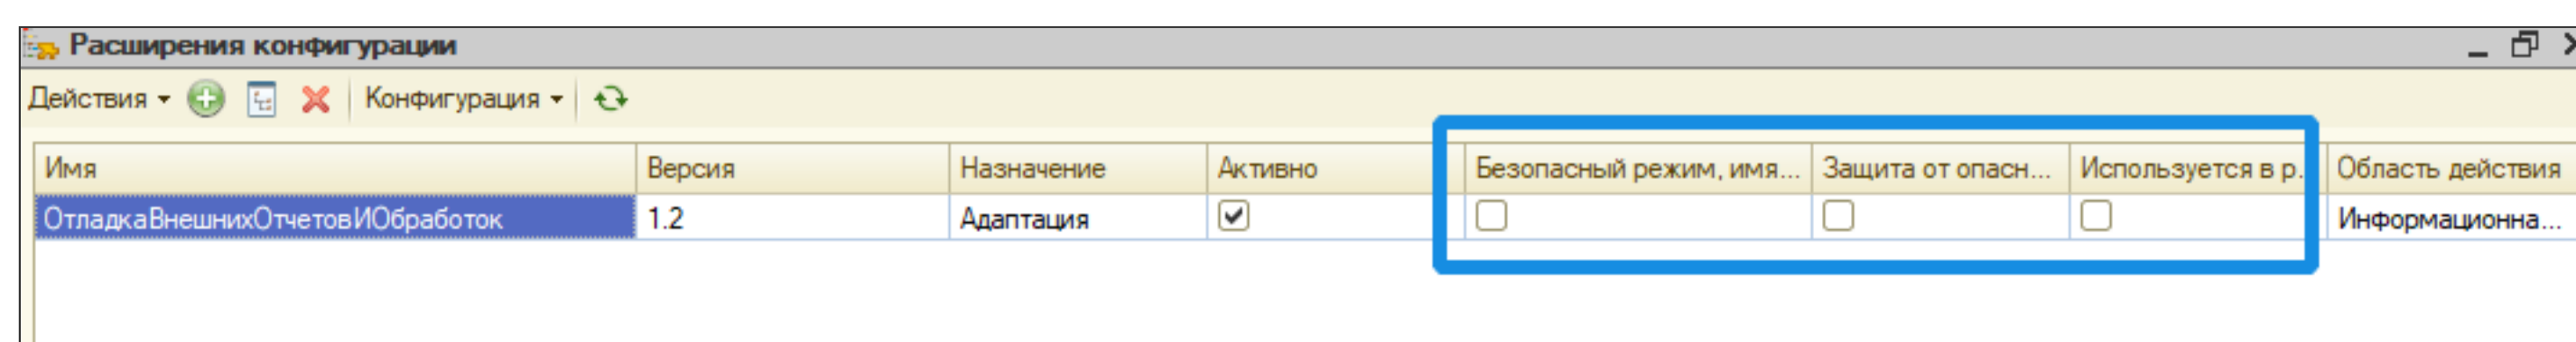 Расширения конфигурации
Действия Конфигурация
Имя Версия Назначение Активно Безопасный режим, имя... Защита от опасн... Используется в р. Область действия
ОтладкаВнешнихОтчетовИОбработок 1.2 Адаптация Информационна...